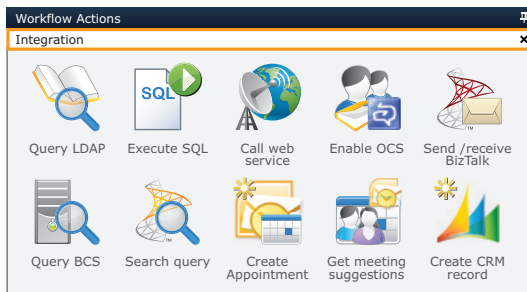 Workflow Actions
Integration
SQL
Query LDAP Execute SQL Call web service Enable OCS Send /receive BizTalk
Query BCS Search query Create Appointment Get meeting suggestions Create CRM record